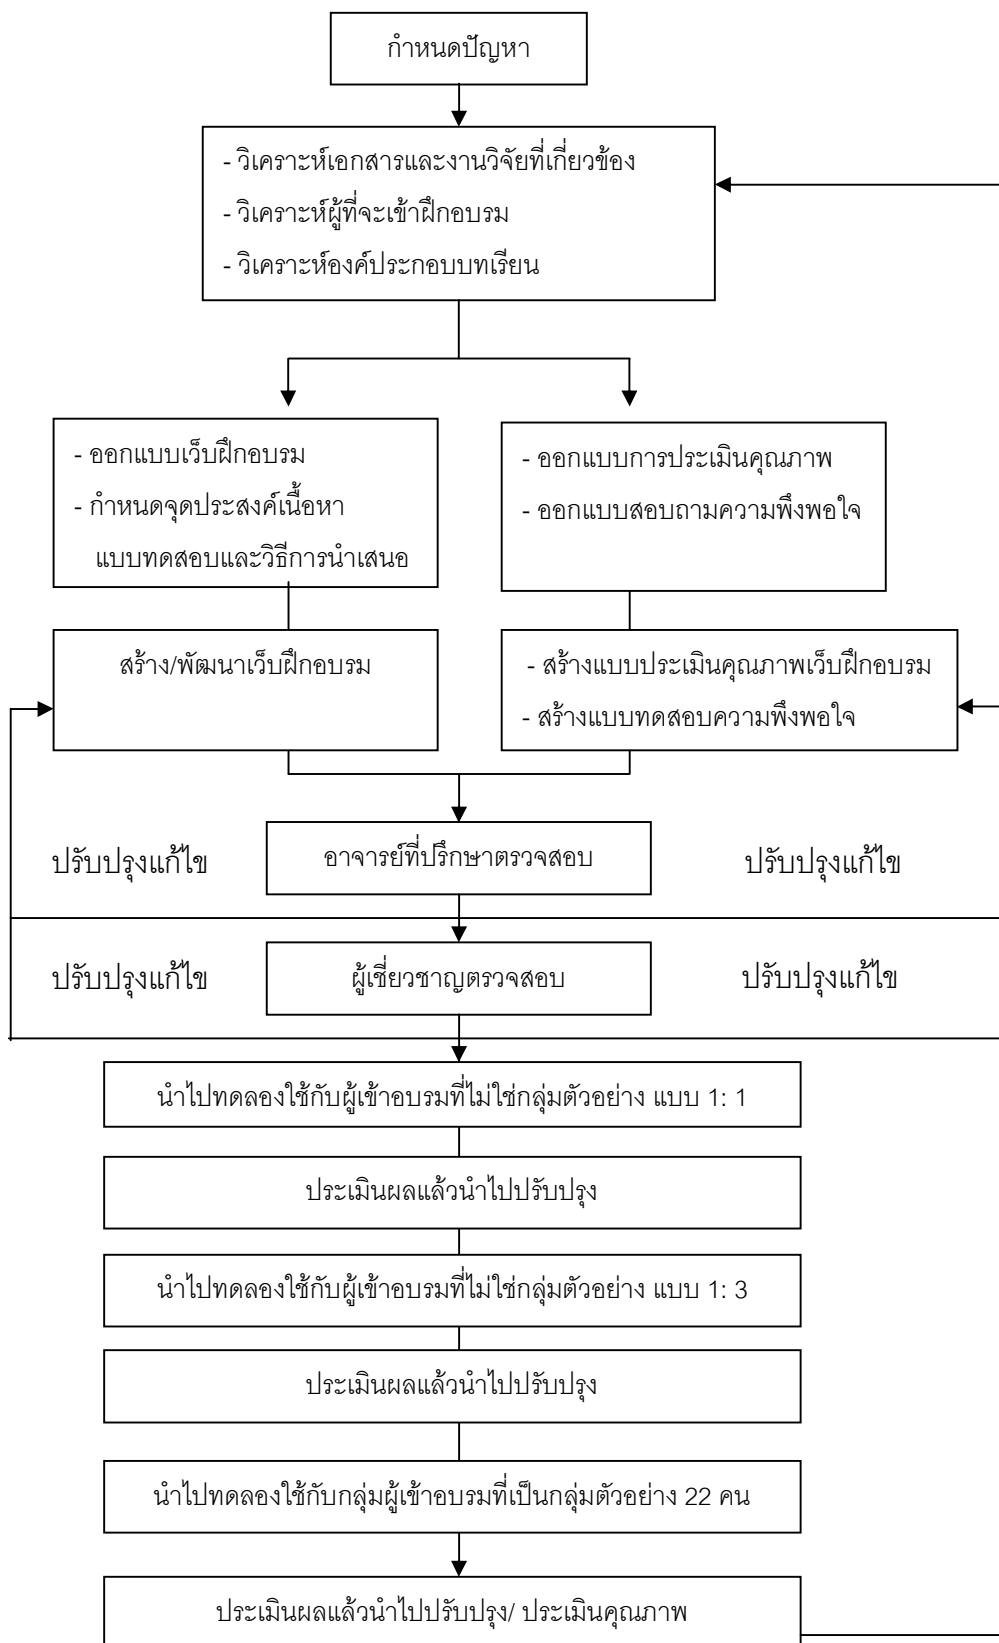 กำหนดปัญหา
- วิเคราะห์เอกสารและงานวิจัยที่เกี่ยวข้อง
- วิเคราะห์ผู้ที่จะเข้าฝึกอบรม
- วิเคราะห์องค์ประกอบบทเรียน
- ออกแบบเว็บฝึกอบรม
- กำหนดจุดประสงค์เนื้อหา
แบบทดสอบและวิธีการนำเสนอ
- ออกแบบการประเมินคุณภาพ
- ออกแบบสอบถามความพึงพอใจ
สร้าง/พัฒนาเว็บฝึกอบรม
- สร้างแบบประเมินคุณภาพเว็บฝึกอบรม
- สร้างแบบทดสอบความพึงพอใจ
ปรับปรุงแก้ไข
อาจารย์ที่ปรึกษาตรวจสอบ
ปรับปรุงแก้ไข
ปรับปรุงแก้ไข
ผู้เชี่ยวชาญตรวจสอบ
ปรับปรุงแก้ไข
นำไปทดลองใช้กับผู้เข้าอบรมที่ไม่ใช่กลุ่มตัวอย่าง แบบ 1: 1
ประเมินผลแล้วนำไปปรับปรุง
นำไปทดลองใช้กับผู้เข้าอบรมที่ไม่ใช่กลุ่มตัวอย่าง แบบ 1: 3
ประเมินผลแล้วนำไปปรับปรุง
นำไปทดลองใช้กับกลุ่มผู้เข้าอบรมที่เป็นกลุ่มตัวอย่าง 22 คน
ประเมินผลแล้วนำไปปรับปรุง/ ประเมินคุณภาพ